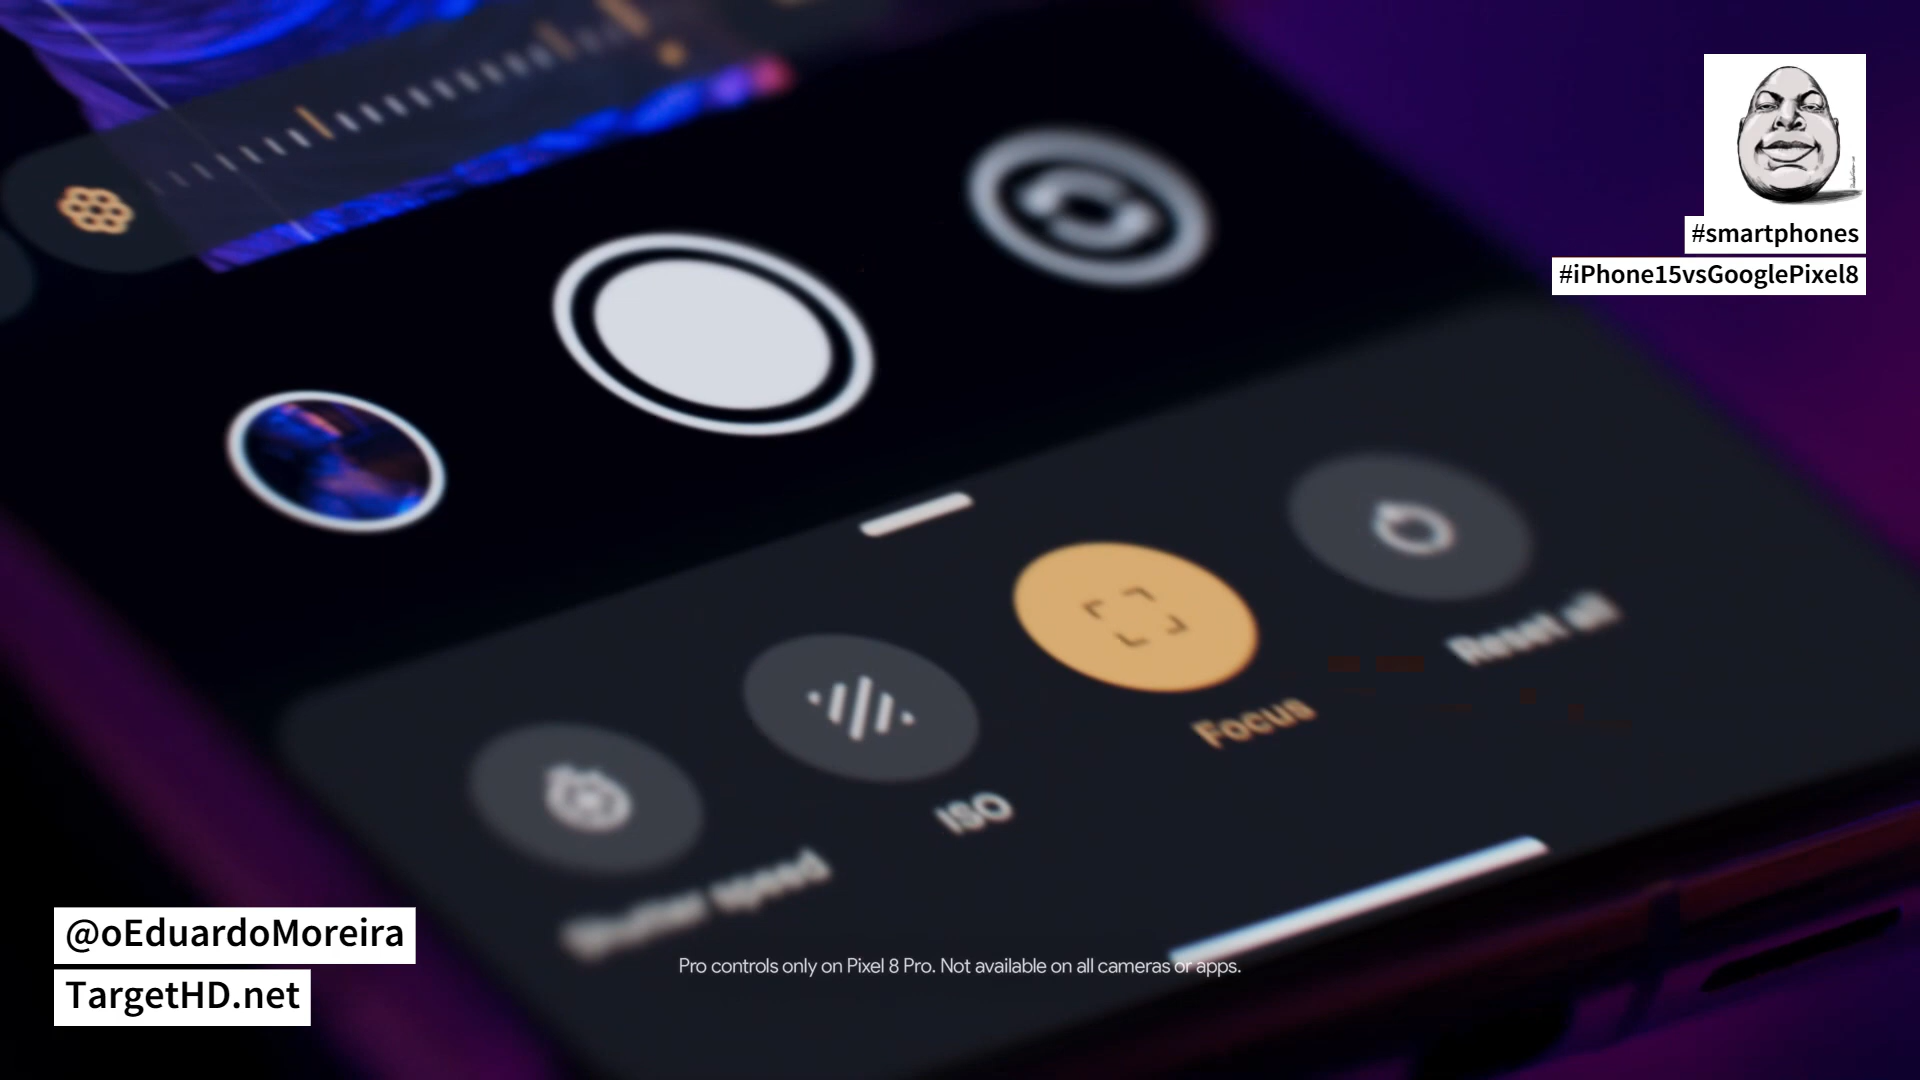 #smartphones
#iPhone15vsGooglePixel8
Reset all
Focus
ISO
Shutter speed
@oEduardoMoreira
TargetHD.net
Pro controls only on Pixel 8 Pro. Not available on all cameras or apps.